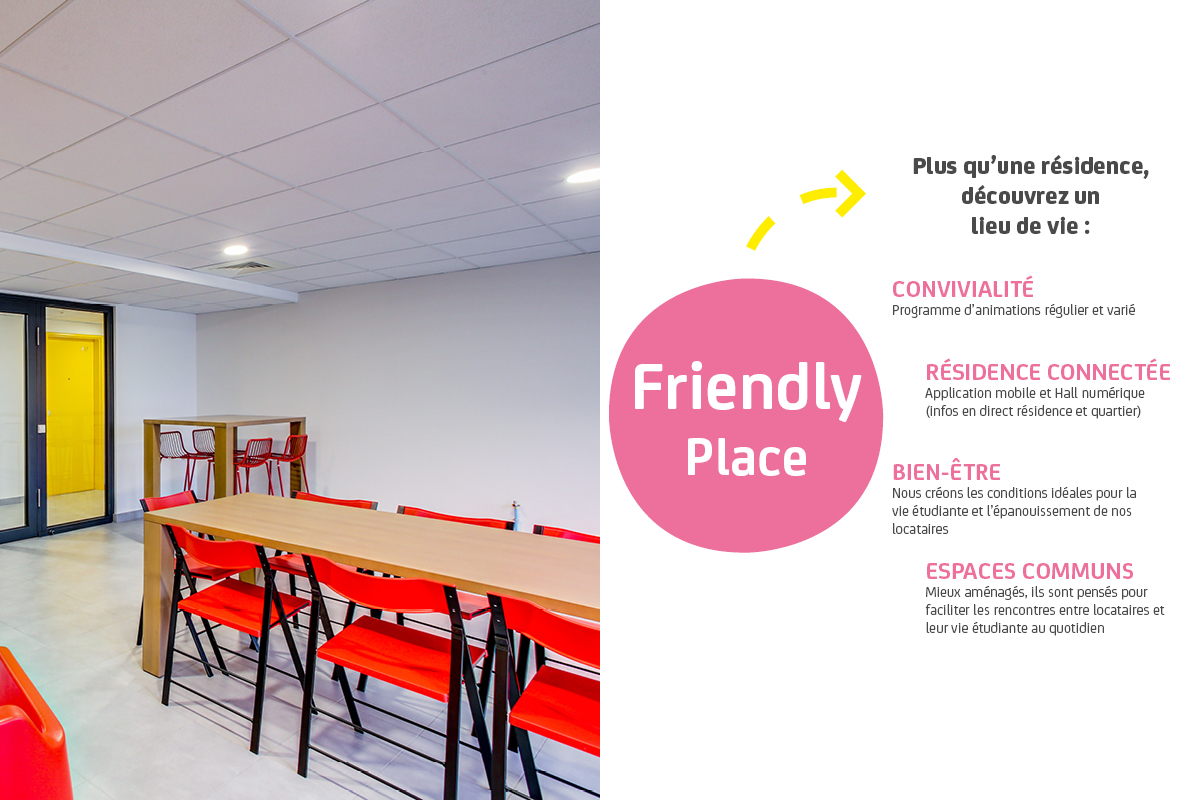 Plus qu’une résidence,
découvrez un
lieu de vie :
Friendly
Place
CONVIVIALITÉ
Programme d’animations régulier et varié
RÉSIDENCE CONNECTÉE
Application mobile et Hall numérique
(Infos en direct résidence et quartier)
BIEN-ÊTRE
Nous créons les conditions idéales pour la
vie étudiante et l’épanouissement de nos
locataires
ESPACES COMMUNS
Mieux aménagés, ils sont pensés pour
faciliter les rencontres entre locataires et
leur vie étudiante au quotidien